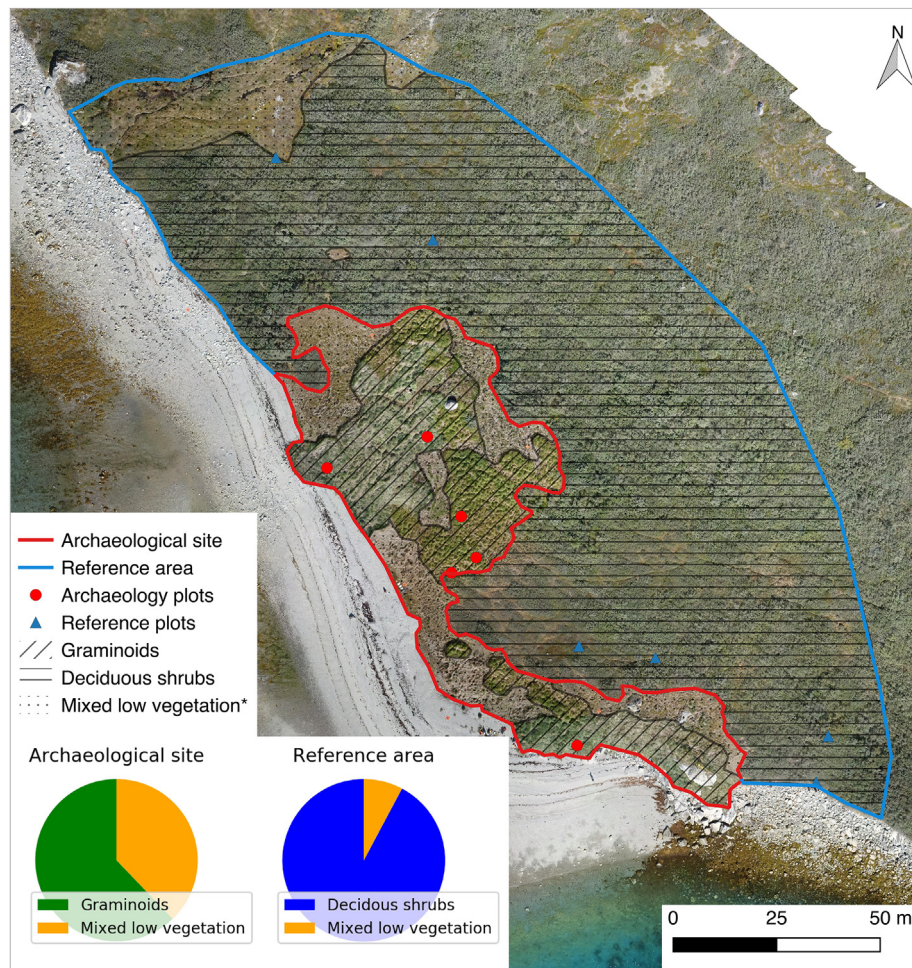 N
Archaeological site
Reference area
Archaeology plots
Reference plots
Graminoids
Deciduous shrubs
Mixed low vegetation*
Archaeological site
Reference area
Graminoids
Mixed low vegetation
Decidous shrubs
Mixed low vegetation
0 25 50 m